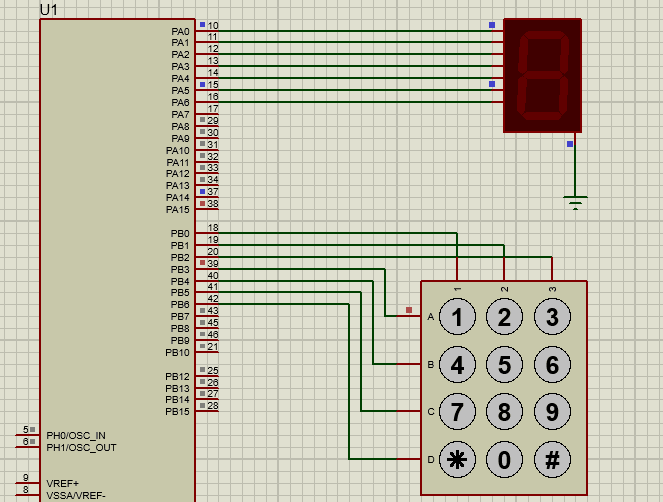 U1
PA0 10
PA1 11
PA2 12
PA3 13
PA4 14
PA5 15
PA6 16
PA7 17
PA8 29
PA9 30
PA10 31
PA11 32
PA12 33
PA13 34
PA14 37
PA15 38
PB0 18
PB1 19
PB2 20
PB3 39
PB4 40
PB5 41
PB6 42
PB7 43
PB8 45
PB9 46
PB10 21
PB12 25
PB13 26
PB14 27
PB15 28
5 PH0/OSC_IN
6 PH1/OSC_OUT
9 VREF+
8 VSSA/VREF-
1 2 3
A 1 2 3
B 4 5 6
C 7 8 9
D * 0 #